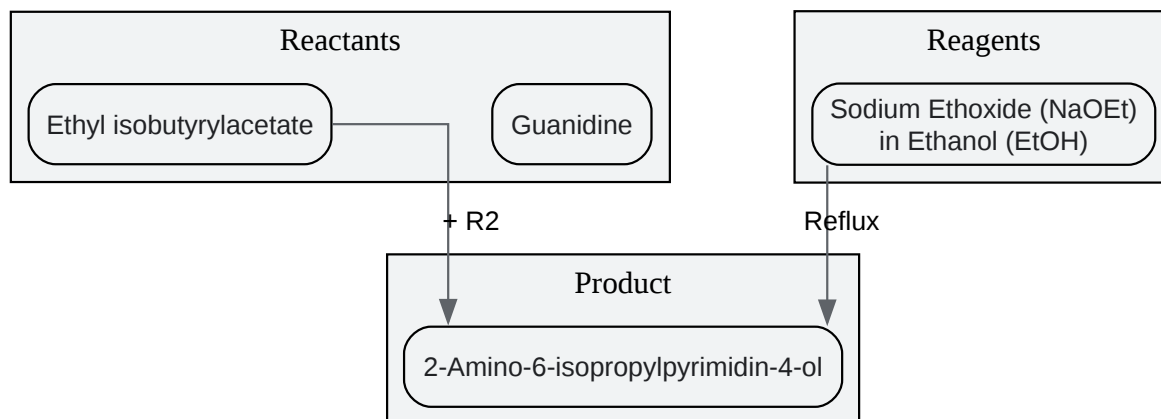 Reactants
Reagents
Ethyl isobutyrylacetate
Guanidine
Sodium Ethoxide (NaOEt)
in Ethanol (EtOH)
+ R2
Reflux
Product
2-Amino-6-isopropylpyrimidin-4-ol